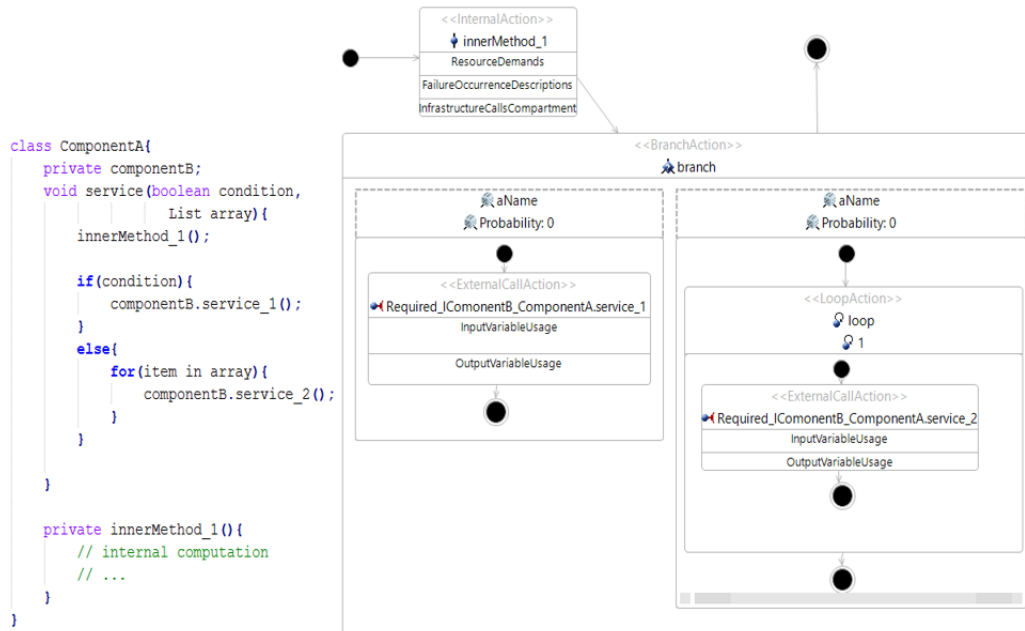 class ComponentA{
private componentB;
void service(boolean condition,
List array){
innerMethod_1();
if(condition){
componentB.service_1();
}
else{
for(item in array){
componentB.service_2();
}
}
}
private innerMethod_1(){
// internal computation
// ...
}
}
<<InternalAction>>
innerMethod_1
ResourceDemands
FailureOccurrenceDescriptions
InfrastructureCallsCompartment
<<BranchAction>>
branch
aName
Probability: 0
<<ExternalCallAction>>
Required_IComonentB_ComponentA.service_1
InputVariableUsage
OutputVariableUsage
aName
Probability: 0
<<LoopAction>>
loop
1
<<ExternalCallAction>>
Required_IComonentB_ComponentA.service_2
InputVariableUsage
OutputVariableUsage